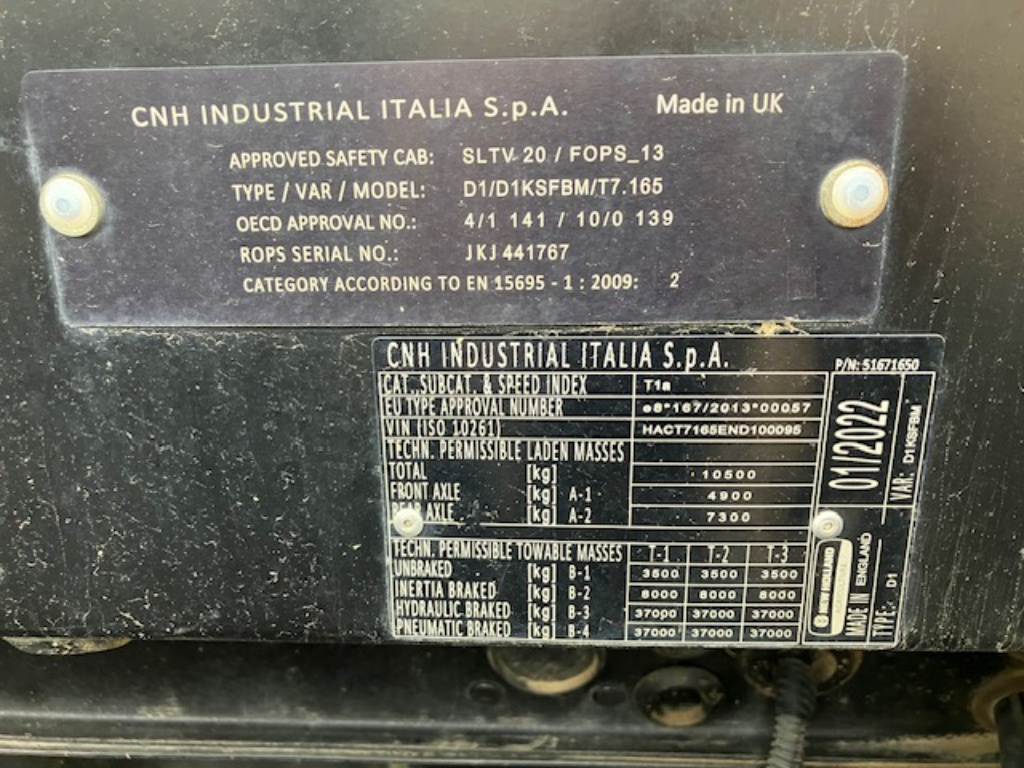 CNH INDUSTRIAL ITALIA S.p.A. Made in UK
APPROVED SAFETY CAB: SLTV 20 / FOPS_13
TYPE / VAR / MODEL: D1/D1KSFBM/T7.165
OECD APPROVAL NO.: 4/1 141 / 10/0 139
ROPS SERIAL NO.: JKJ 441767
CATEGORY ACCORDING TO EN 15695 - 1 : 2009: 2
CNH INDUSTRIAL ITALIA S.p.A. P/N: 51671650
CAT., SUBCAT. & SPEED INDEX T1a
EU TYPE APPROVAL NUMBER e8*167/2013*00057
VIN (ISO 10261) HACT7165END100095
TECHN. PERMISSIBLE LADEN MASSES
TOTAL [kg] 10500
FRONT AXLE [kg] A-1 4900
REAR AXLE [kg] A-2 7300
TECHN. PERMISSIBLE TOWABLE MASSES T-1 T-2 T-3
UNBRAKED [kg] B-1 3500 3500 3500
INERTIA BRAKED [kg] B-2 8000 8000 8000
HYDRAULIC BRAKED [kg] B-3 37000 37000 37000
PNEUMATIC BRAKED [kg] B-4 37000 37000 37000
01/2022
VAR: D1KSFBM
NEW HOLLAND
MADE IN ENGLAND
TYPE: D1